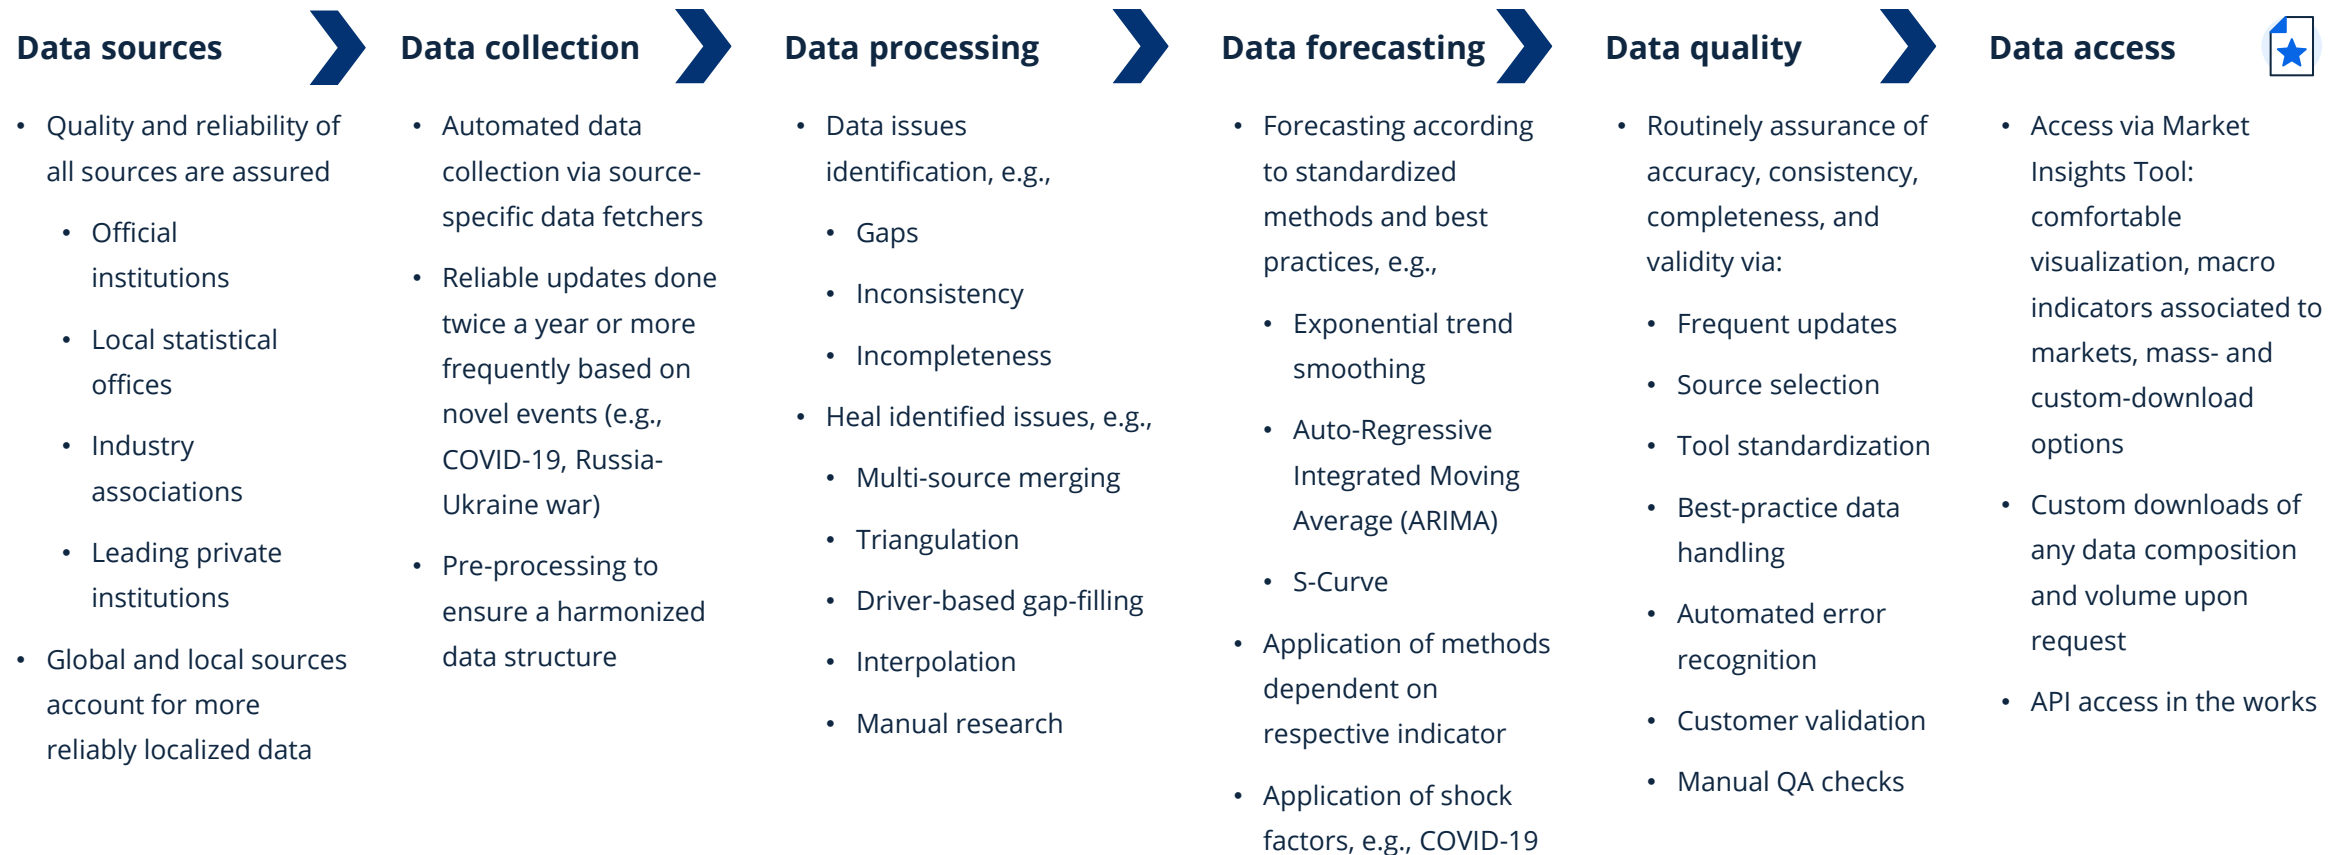 Data sources
• Quality and reliability of
all sources are assured
• Official
institutions
• Local statistical
offices
• Industry
associations
• Leading private
institutions
• Global and local sources
account for more
reliably localized data
Data collection
• Automated data
collection via source-
specific data fetchers
• Reliable updates done
twice a year or more
frequently based on
novel events (e.g.,
COVID-19, Russia-
Ukraine war)
• Pre-processing to
ensure a harmonized
data structure
Data processing
• Data issues
identification, e.g.,
• Gaps
• Inconsistency
• Incompleteness
• Heal identified issues, e.g.,
• Multi-source merging
• Triangulation
• Driver-based gap-filling
• Interpolation
• Manual research
Data forecasting
• Forecasting according
to standardized
methods and best
practices, e.g.,
• Exponential trend
smoothing
• Auto-Regressive
Integrated Moving
Average (ARIMA)
• S-Curve
• Application of methods
dependent on
respective indicator
• Application of shock
factors, e.g., COVID-19
Data quality
• Routinely assurance of
accuracy, consistency,
completeness, and
validity via:
• Frequent updates
• Source selection
• Tool standardization
• Best-practice data
handling
• Automated error
recognition
• Customer validation
• Manual QA checks
Data access
• Access via Market
Insights Tool:
comfortable
visualization, macro
indicators associated to
markets, mass- and
custom-download
options
• Custom downloads of
any data composition
and volume upon
request
• API access in the works